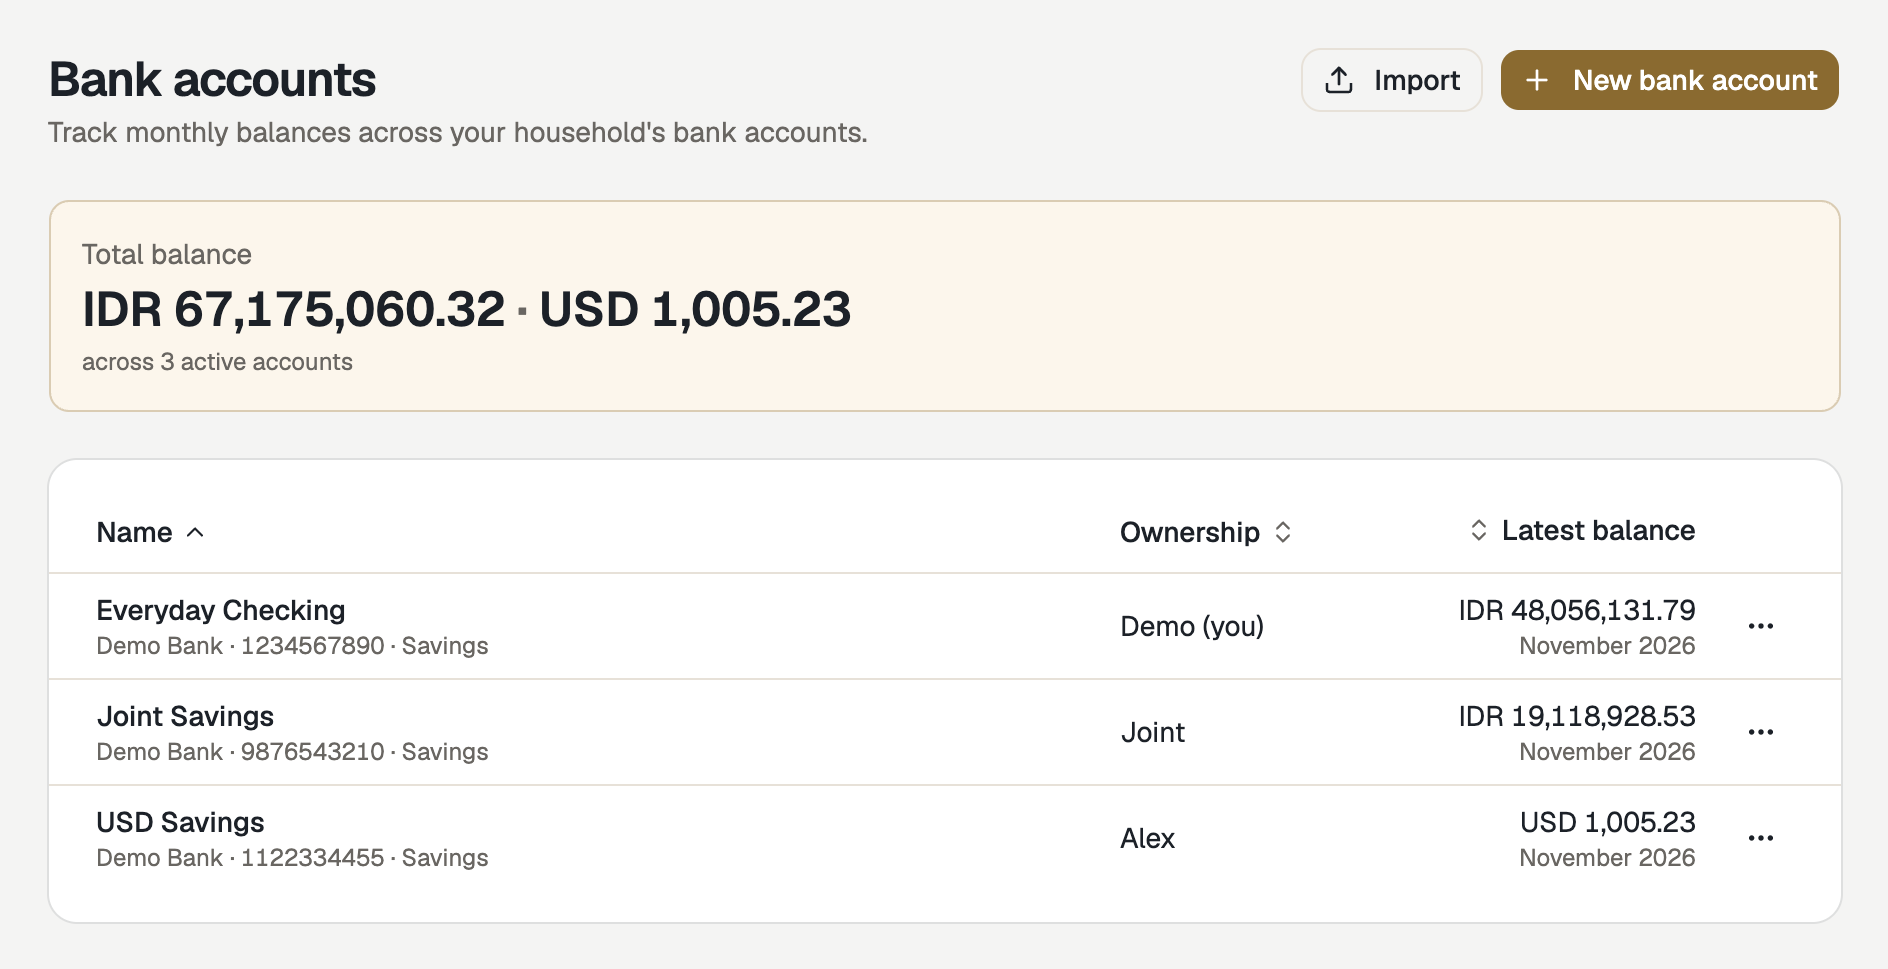 Bank accounts
Track monthly balances across your household's bank accounts.
Import
New bank account
Total balance
IDR 67,175,060.32 · USD 1,005.23
across 3 active accounts
Name
Ownership
Latest balance
Everyday Checking
Demo Bank · 1234567890 · Savings
Demo (you)
IDR 48,056,131.79
November 2026
Joint Savings
Demo Bank · 9876543210 · Savings
Joint
IDR 19,118,928.53
November 2026
USD Savings
Demo Bank · 1122334455 · Savings
Alex
USD 1,005.23
November 2026